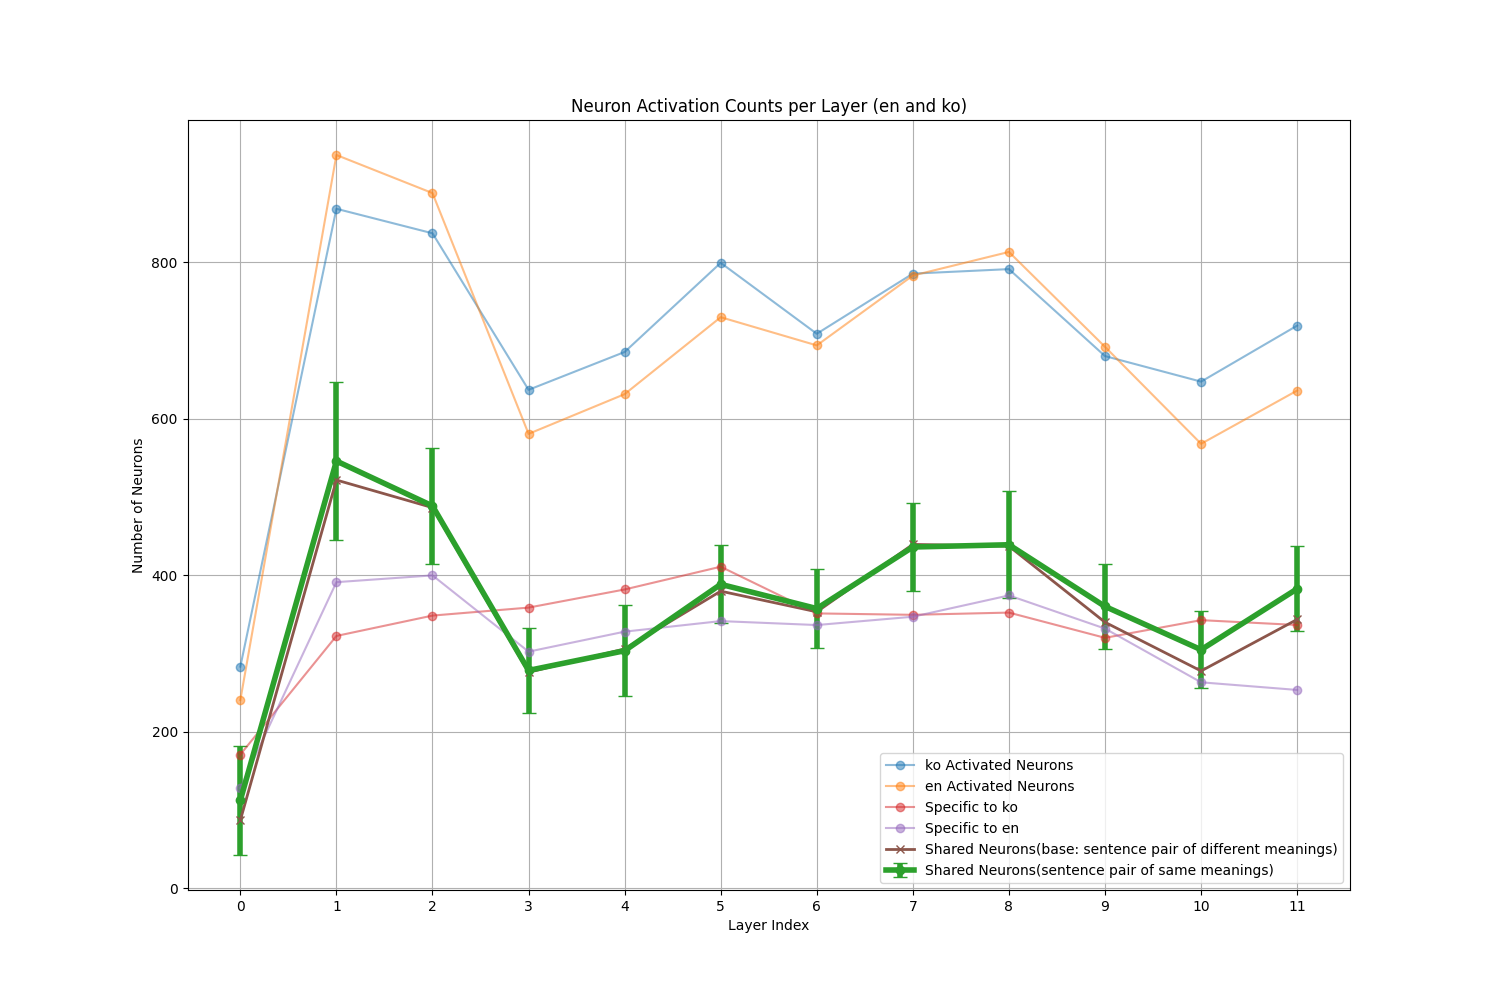 Neuron Activation Counts per Layer (en and ko)
Number of Neurons
800
600
400
200
0
0 1 2 3 4 5 6 7 8 9 10 11
Layer Index
ko Activated Neurons
en Activated Neurons
Specific to ko
Specific to en
Shared Neurons(base: sentence pair of different meanings)
Shared Neurons(sentence pair of same meanings)